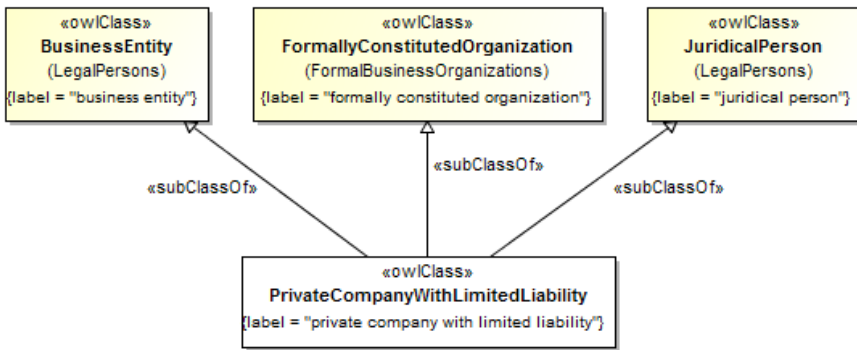 «owlClass»
BusinessEntity
(LegalPersons)
{label = "business entity"}
«owlClass»
FormallyConstitutedOrganization
(FormalBusinessOrganizations)
{label = "formally constituted organization"}
«owlClass»
JuridicalPerson
(LegalPersons)
{label = "juridical person"}
«subClassOf»
«subClassOf»
«subClassOf»
«owlClass»
PrivateCompanyWithLimitedLiability
{label = "private company with limited liability"}